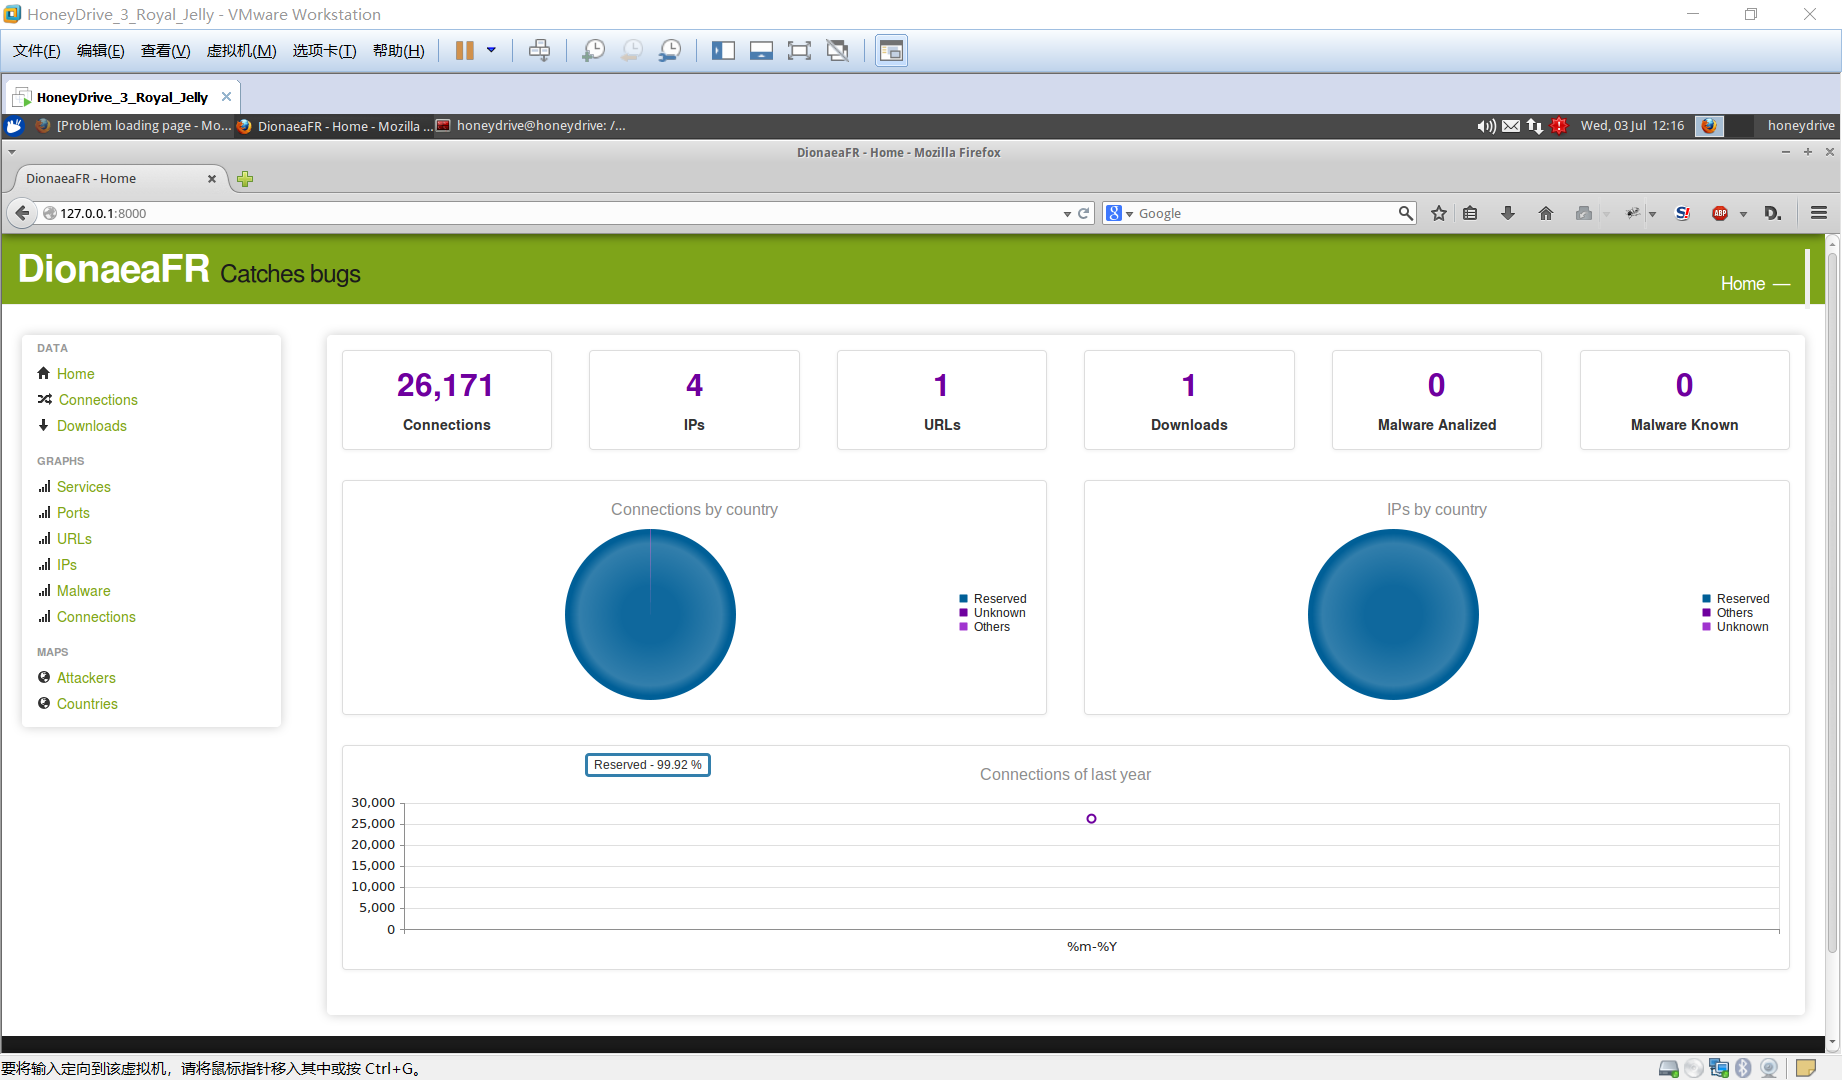 HoneyDrive_3_Royal_Jelly - VMware Workstation
文件(F) 编辑(E) 查看(V) 虚拟机(M) 选项卡(T) 帮助(H)
HoneyDrive_3_Royal_Jelly
[Problem loading page - Mo... DionaeaFR - Home - Mozilla ... honeydrive@honeydrive: /... Wed, 03 Jul 12:16 honeydrive
DionaeaFR - Home - Mozilla Firefox
DionaeaFR - Home
127.0.0.1:8000 8 Google S! ABP D.
DionaeaFR Catches bugs
Home —
DATA
Home
Connections
Downloads
GRAPHS
Services
Ports
URLs
IPs
Malware
Connections
MAPS
Attackers
Countries
26,171
Connections
4
IPs
1
URLs
1
Downloads
0
Malware Analized
0
Malware Known
Connections by country
Reserved
Unknown
Others
IPs by country
Reserved
Others
Unknown
Reserved - 99.92 %
Connections of last year
30,000
25,000
20,000
15,000
10,000
5,000
0
%m-%Y
要将输入定向到该虚拟机，请将鼠标指针移入其中或按 Ctrl+G。